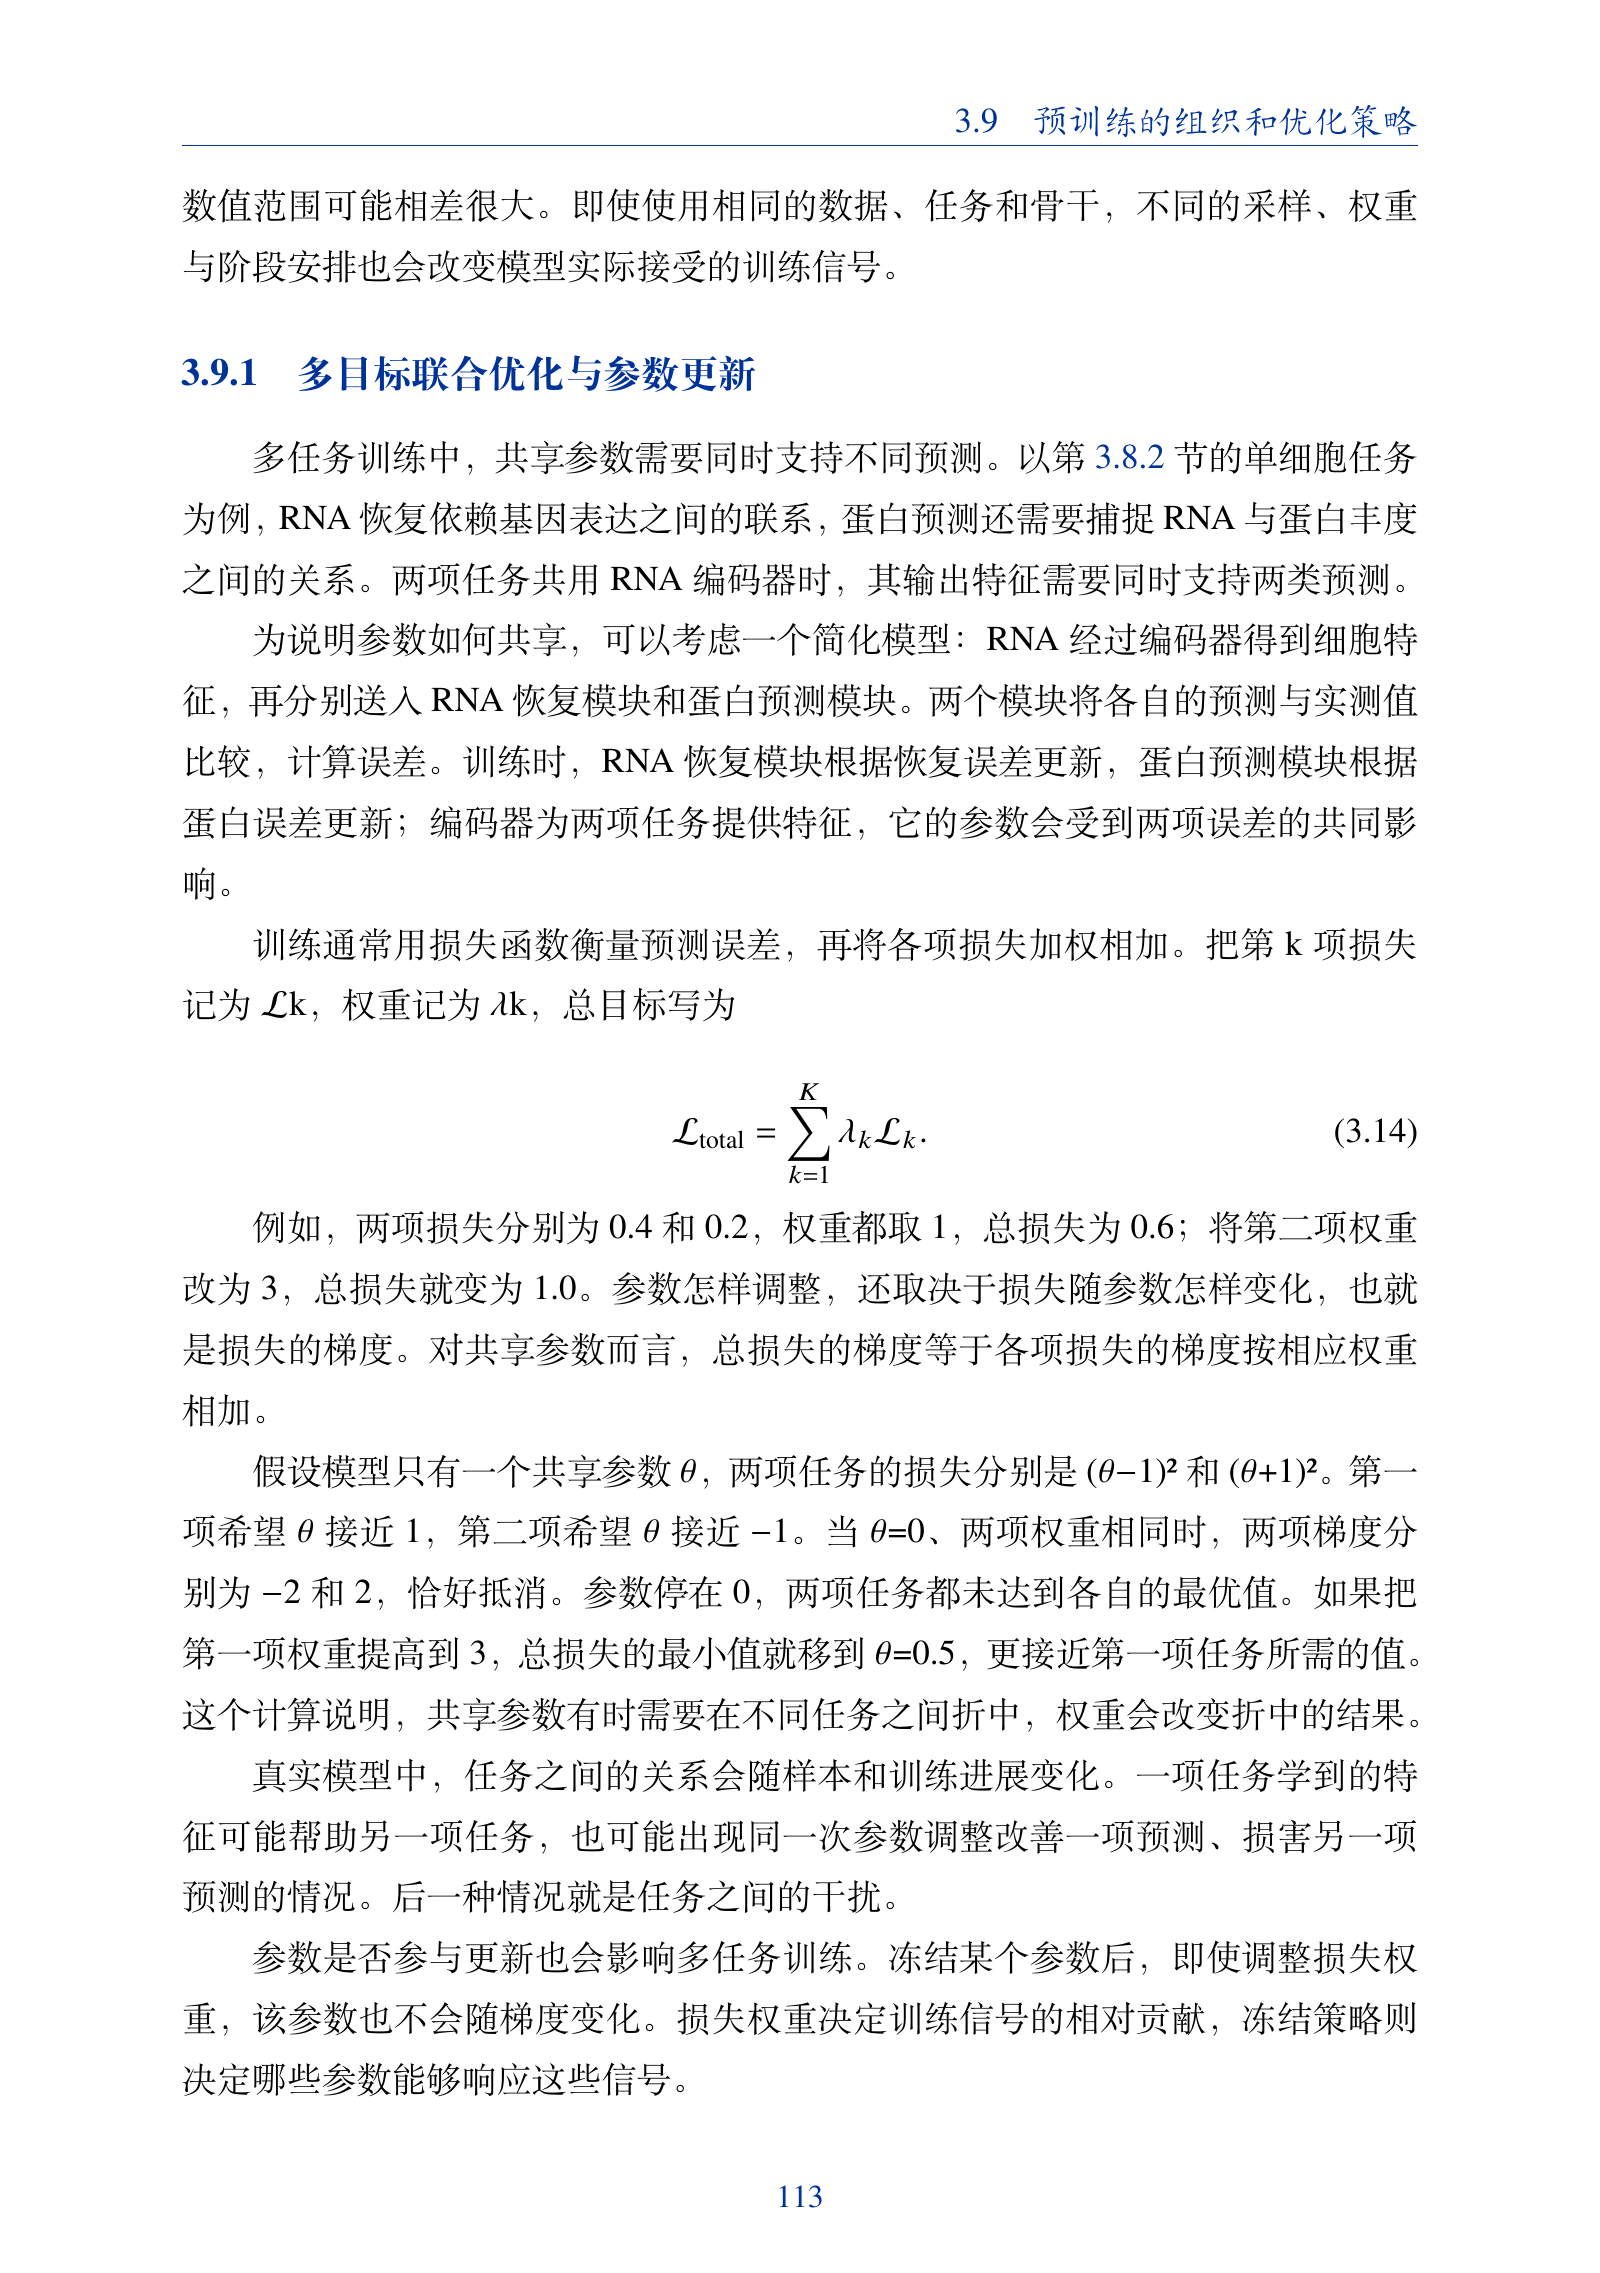 3.9 预训练的组织和优化策略
数值范围可能相差很大。即使使用相同的数据、任务和骨干，不同的采样、权重
与阶段安排也会改变模型实际接受的训练信号。
3.9.1 多目标联合优化与参数更新
多任务训练中，共享参数需要同时支持不同预测。以第 3.8.2 节的单细胞任务
为例，RNA 恢复依赖基因表达之间的联系，蛋白预测还需要捕捉 RNA 与蛋白丰度
之间的关系。两项任务共用 RNA 编码器时，其输出特征需要同时支持两类预测。
为说明参数如何共享，可以考虑一个简化模型：RNA 经过编码器得到细胞特
征，再分别送入 RNA 恢复模块和蛋白预测模块。两个模块将各自的预测与实测值
比较，计算误差。训练时，RNA 恢复模块根据恢复误差更新，蛋白预测模块根据
蛋白误差更新；编码器为两项任务提供特征，它的参数会受到两项误差的共同影
响。
训练通常用损失函数衡量预测误差，再将各项损失加权相加。把第 k 项损失
记为 ℒk，权重记为 λk，总目标写为
ℒ_total = ∑_{k=1}^{K} λ_k ℒ_k. (3.14)
例如，两项损失分别为 0.4 和 0.2，权重都取 1，总损失为 0.6；将第二项权重
改为 3，总损失就变为 1.0。参数怎样调整，还取决于损失随参数怎样变化，也就
是损失的梯度。对共享参数而言，总损失的梯度等于各项损失的梯度按相应权重
相加。
假设模型只有一个共享参数 θ，两项任务的损失分别是 (θ−1)² 和 (θ+1)²。第一
项希望 θ 接近 1，第二项希望 θ 接近 −1。当 θ=0、两项权重相同时，两项梯度分
别为 −2 和 2，恰好抵消。参数停在 0，两项任务都未达到各自的最优值。如果把
第一项权重提高到 3，总损失的最小值就移到 θ=0.5，更接近第一项任务所需的值。
这个计算说明，共享参数有时需要在不同任务之间折中，权重会改变折中的结果。
真实模型中，任务之间的关系会随样本和训练进展变化。一项任务学到的特
征可能帮助另一项任务，也可能出现同一次参数调整改善一项预测、损害另一项
预测的情况。后一种情况就是任务之间的干扰。
参数是否参与更新也会影响多任务训练。冻结某个参数后，即使调整损失权
重，该参数也不会随梯度变化。损失权重决定训练信号的相对贡献，冻结策略则
决定哪些参数能够响应这些信号。
113